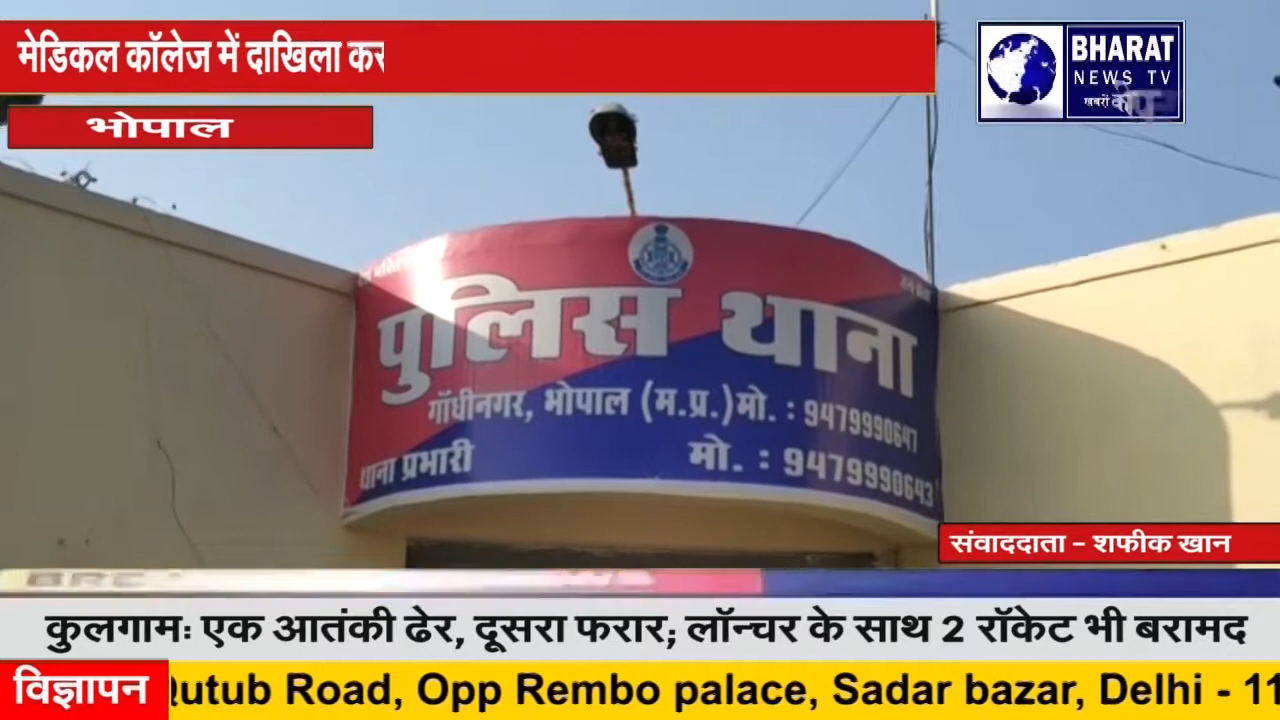 मेडिकल कॉलेज में दाखिला कर
BHARAT
NEWS TV
खबरों
भोपाल
पुलिस थाना
गाँधीनगर, भोपाल (म.प्र.) मो. : 9479990647
थाना प्रभारी मो. : 9479990643
संवाददाता - शफीक खान
कुलगामः एक आतंकी ढेर, दूसरा फरार; लॉन्चर के साथ 2 रॉकेट भी बरामद
विज्ञापन Qutub Road, Opp Rembo palace, Sadar bazar, Delhi - 11